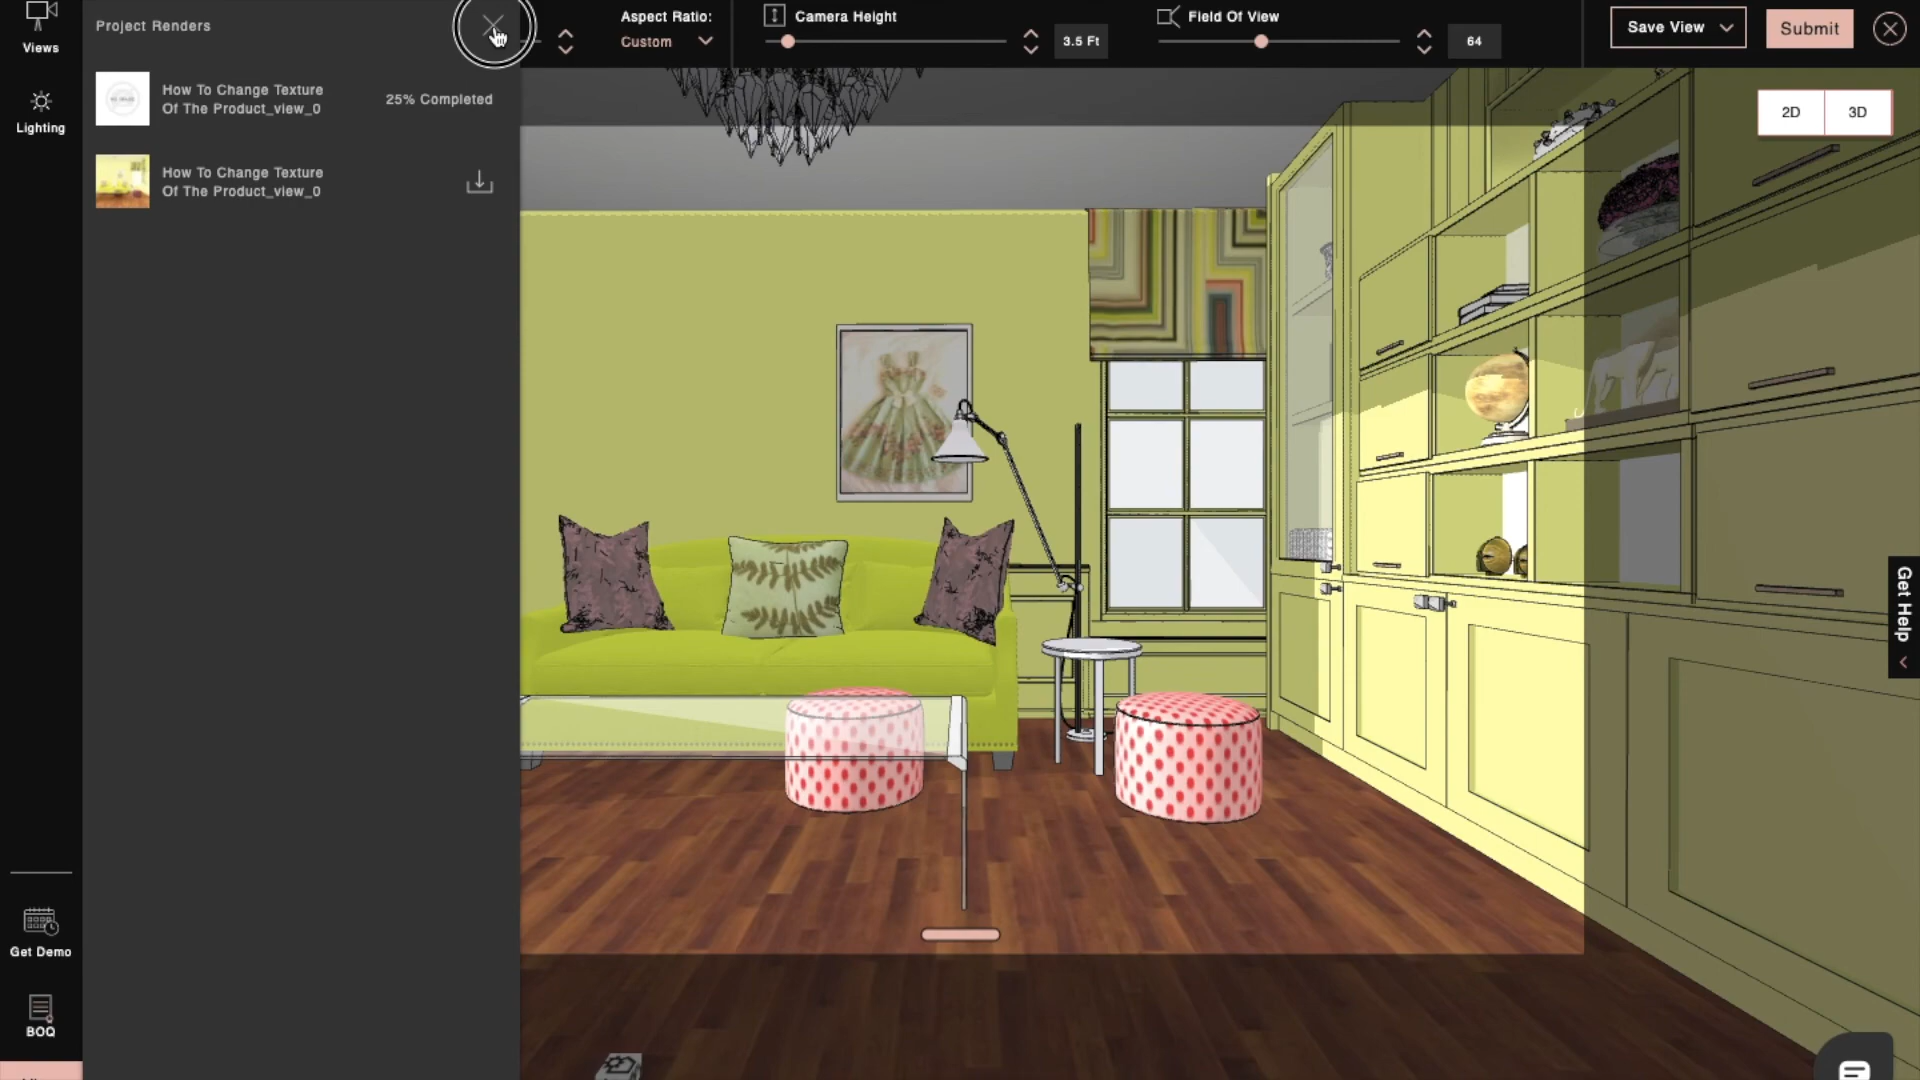 Views
Lighting
Get Demo
BOQ
Project Renders
How To Change Texture
Of The Product_view_0
25% Completed
How To Change Texture
Of The Product_view_0
Aspect Ratio:
Custom
Camera Height
3.5 Ft
Field Of View
64
Save View
Submit
2D
3D
Get Help